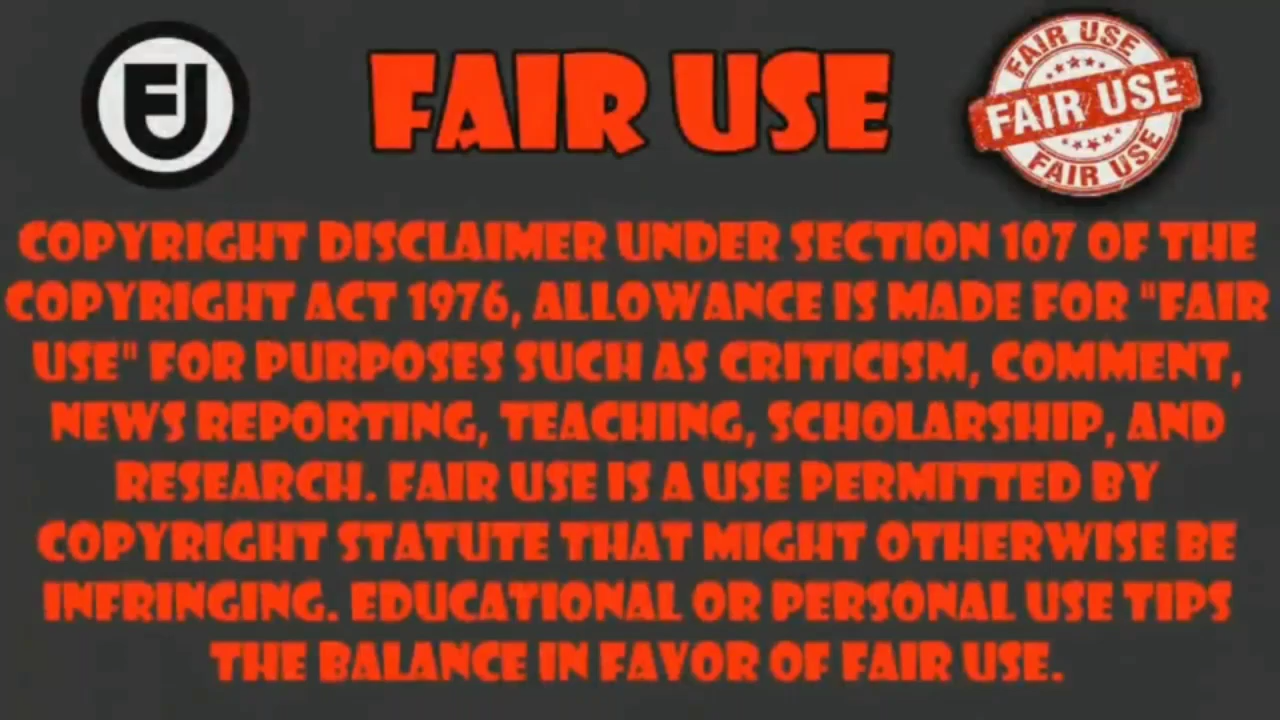 FU
FAIR USE
FAIR USE
FAIR USE
FAIR USE
COPYRIGHT DISCLAIMER UNDER SECTION 107 OF THE
COPYRIGHT ACT 1976, ALLOWANCE IS MADE FOR "FAIR
USE" FOR PURPOSES SUCH AS CRITICISM, COMMENT,
NEWS REPORTING, TEACHING, SCHOLARSHIP, AND
RESEARCH. FAIR USE IS A USE PERMITTED BY
COPYRIGHT STATUTE THAT MIGHT OTHERWISE BE
INFRINGING. EDUCATIONAL OR PERSONAL USE TIPS
THE BALANCE IN FAVOR OF FAIR USE.